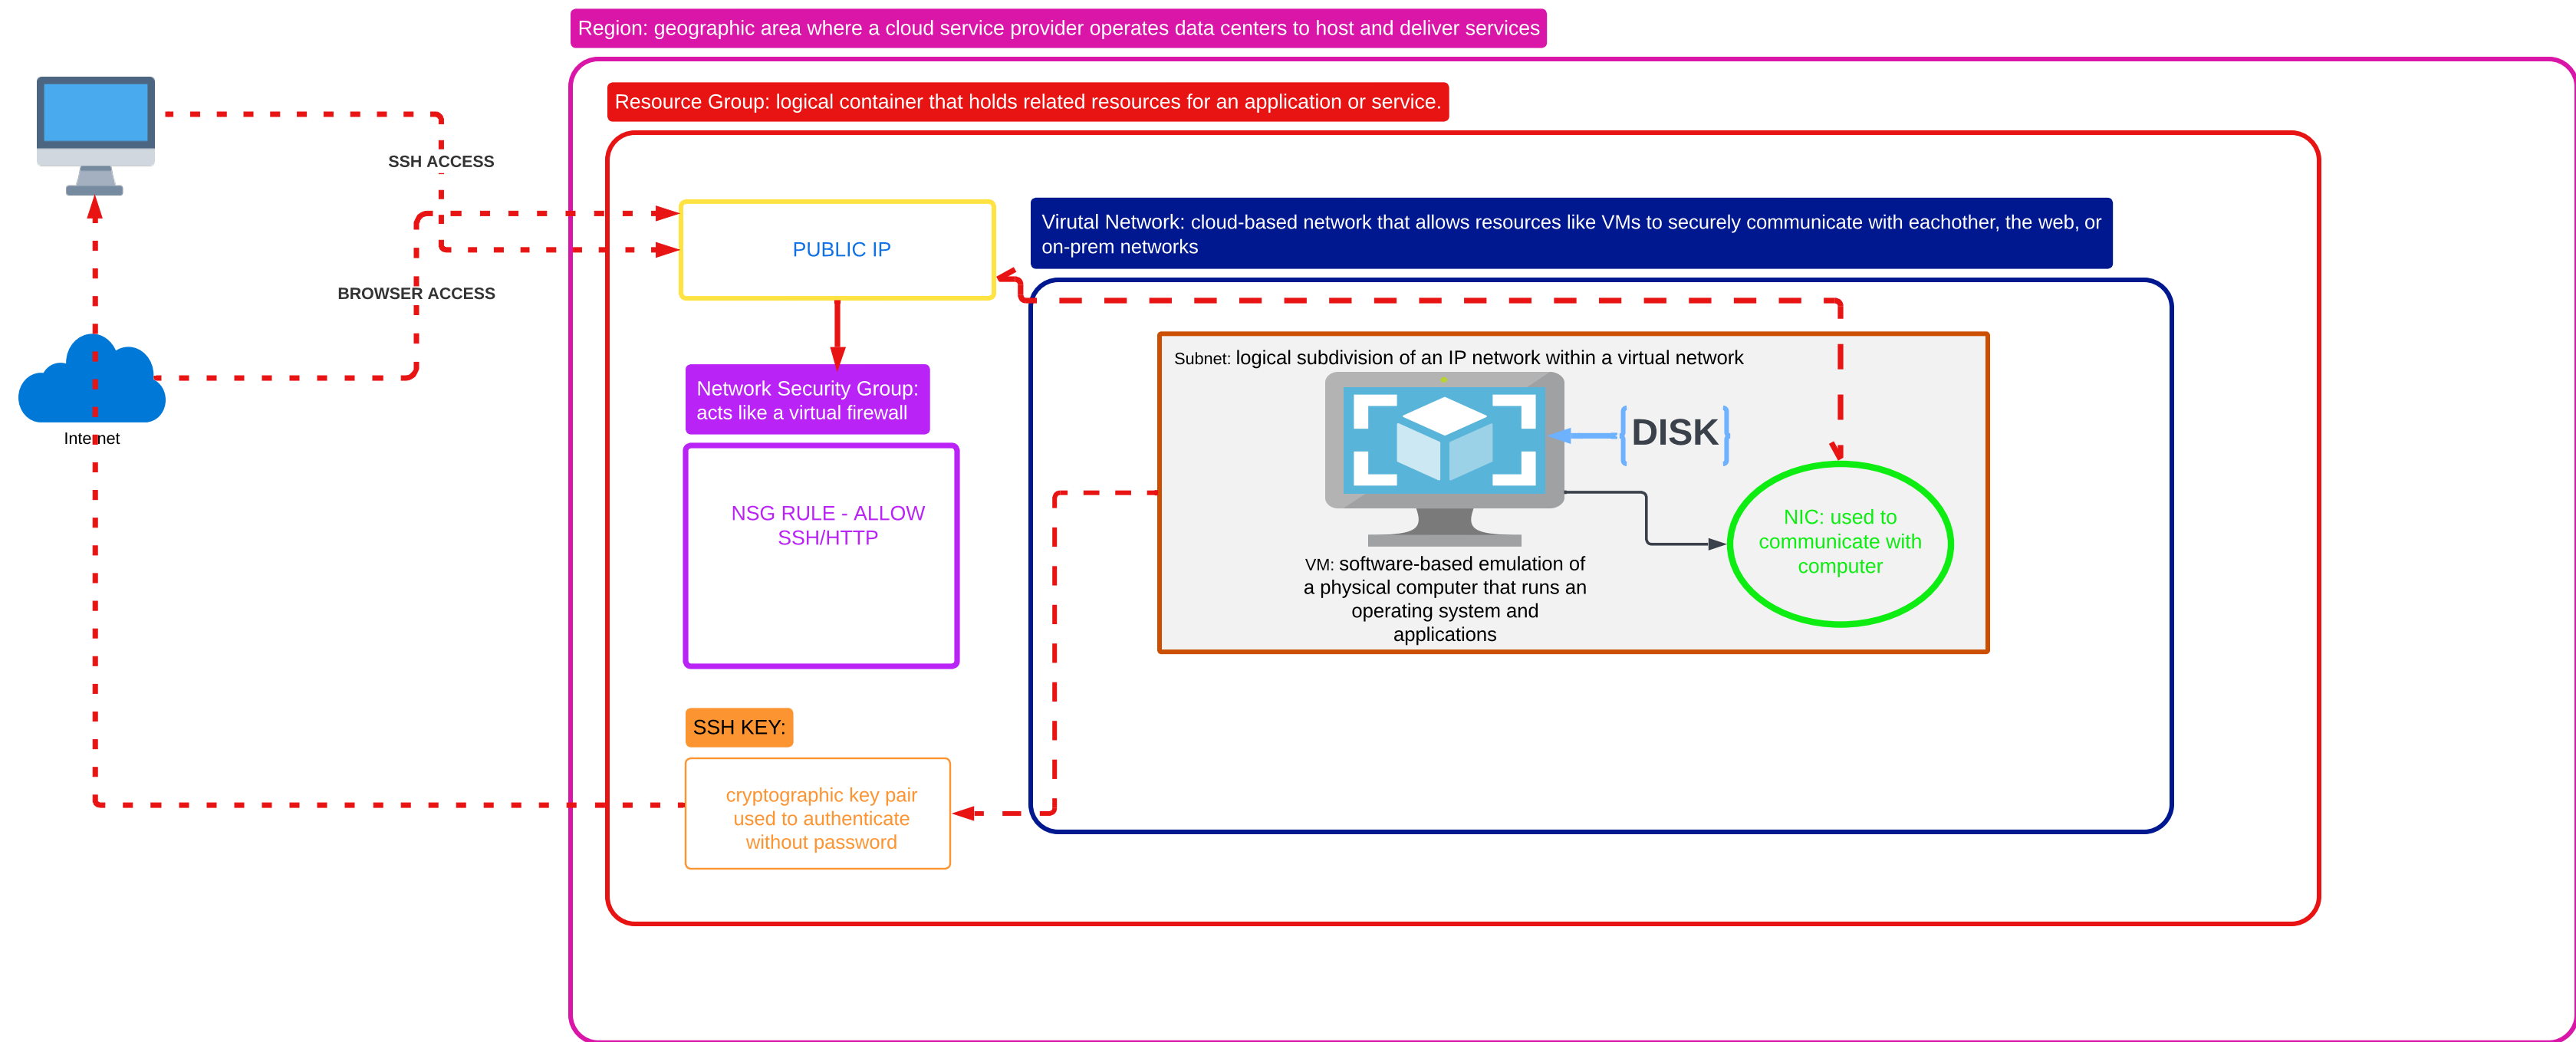 Region: geographic area where a cloud service provider operates data centers to host and deliver services
Resource Group: logical container that holds related resources for an application or service.
SSH ACCESS
PUBLIC IP
Virutal Network: cloud-based network that allows resources like VMs to securely communicate with eachother, the web, or
on-prem networks
BROWSER ACCESS
Internet
Network Security Group:
acts like a virtual firewall
NSG RULE - ALLOW
SSH/HTTP
Subnet: logical subdivision of an IP network within a virtual network
DISK
NIC: used to
communicate with
computer
VM: software-based emulation of
a physical computer that runs an
operating system and
applications
SSH KEY:
cryptographic key pair
used to authenticate
without password